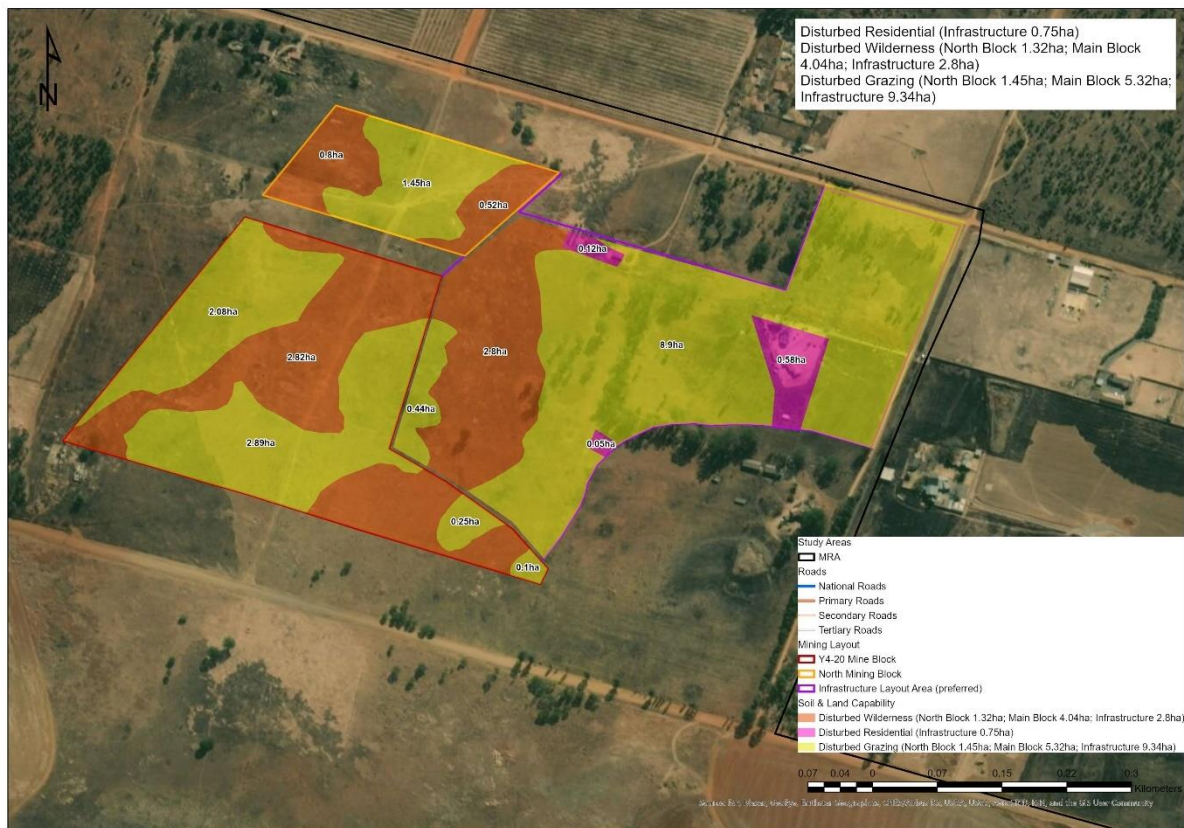 Disturbed Residential (Infrastructure 0.75ha)
Disturbed Wilderness (North Block 1.32ha; Main Block
4.04ha; Infrastructure 2.8ha)
Disturbed Grazing (North Block 1.45ha; Main Block 5.32ha;
Infrastructure 9.34ha)
N
0.8ha
1.45ha
0.52ha
0.12ha
2.08ha
2.82ha
2.8ha
8.9ha
0.58ha
0.44ha
2.89ha
0.05ha
0.25ha
0.1ha
Study Areas
MRA
Roads
National Roads
Primary Roads
Secondary Roads
Tertiary Roads
Mining Layout
Y4-20 Mine Block
North Mining Block
Infrastructure Layout Area (preferred)
Soil & Land Capability
Disturbed Wilderness (North Block 1.32ha; Main Block 4.04ha; Infrastructure 2.8ha)
Disturbed Residential (Infrastructure 0.75ha)
Disturbed Grazing (North Block 1.45ha; Main Block 5.32ha; Infrastructure 9.34ha)
0.07 0.04 0 0.07 0.15 0.22 0.3
Kilometers
and the GIS User Community